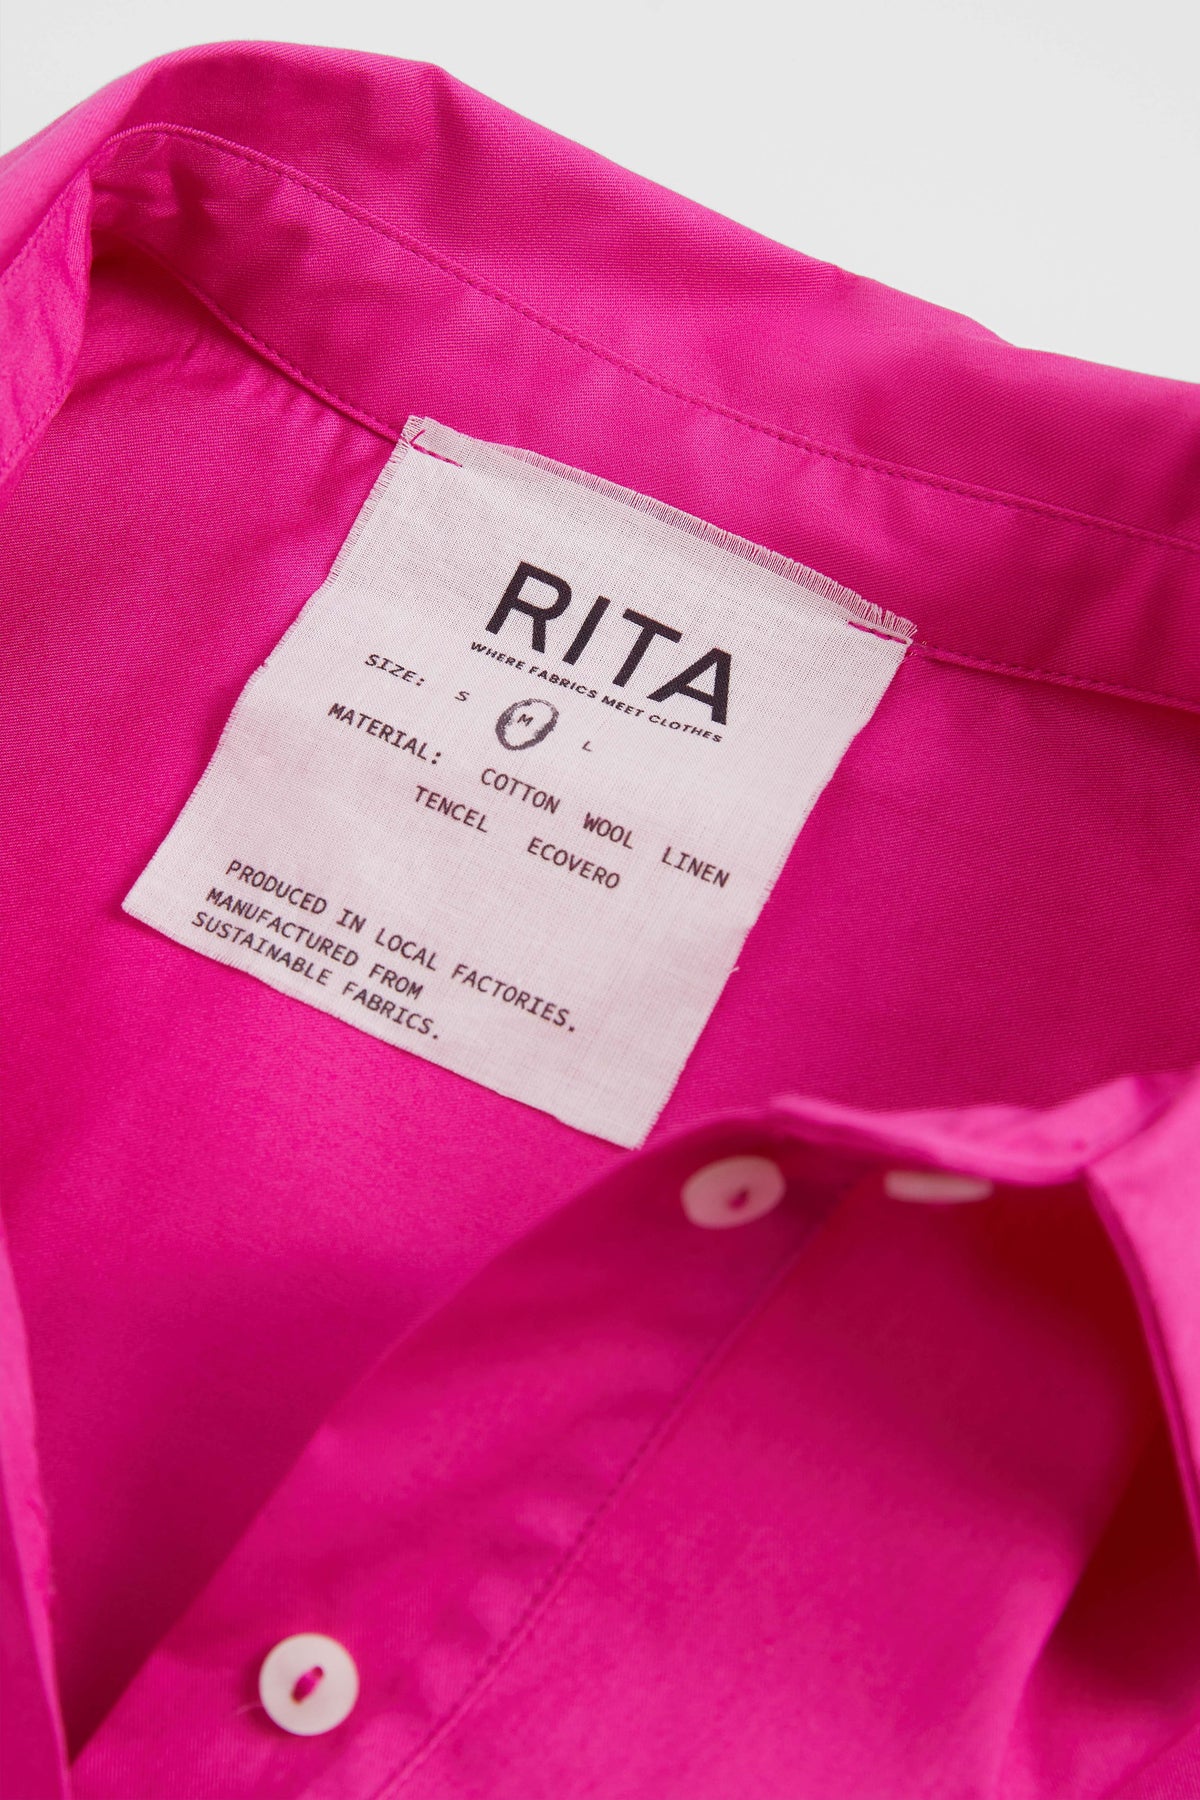 RITA
WHERE FABRICS MEET CLOTHES
SIZE: S M L
MATERIAL: COTTON WOOL LINEN
TENCEL ECOVERO
PRODUCED IN LOCAL FACTORIES.
MANUFACTURED FROM
SUSTAINABLE FABRICS.